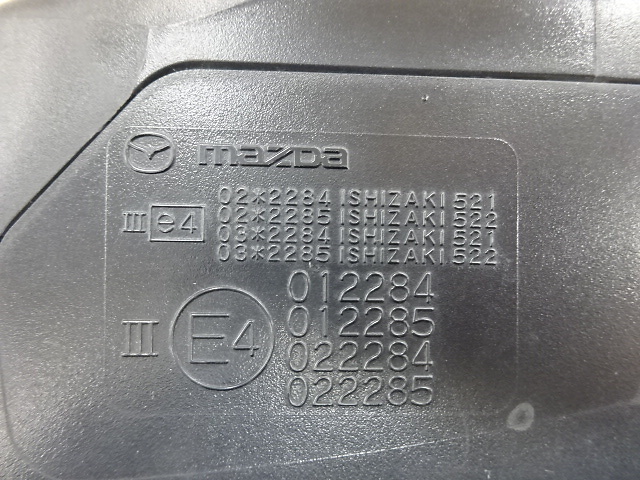 mazda
02*2284 ISHIZAKI 521
02*2285 ISHIZAKI 522
III e4
03*2284 ISHIZAKI 521
03*2285 ISHIZAKI 522
012284
012285
III E4
022284
022285